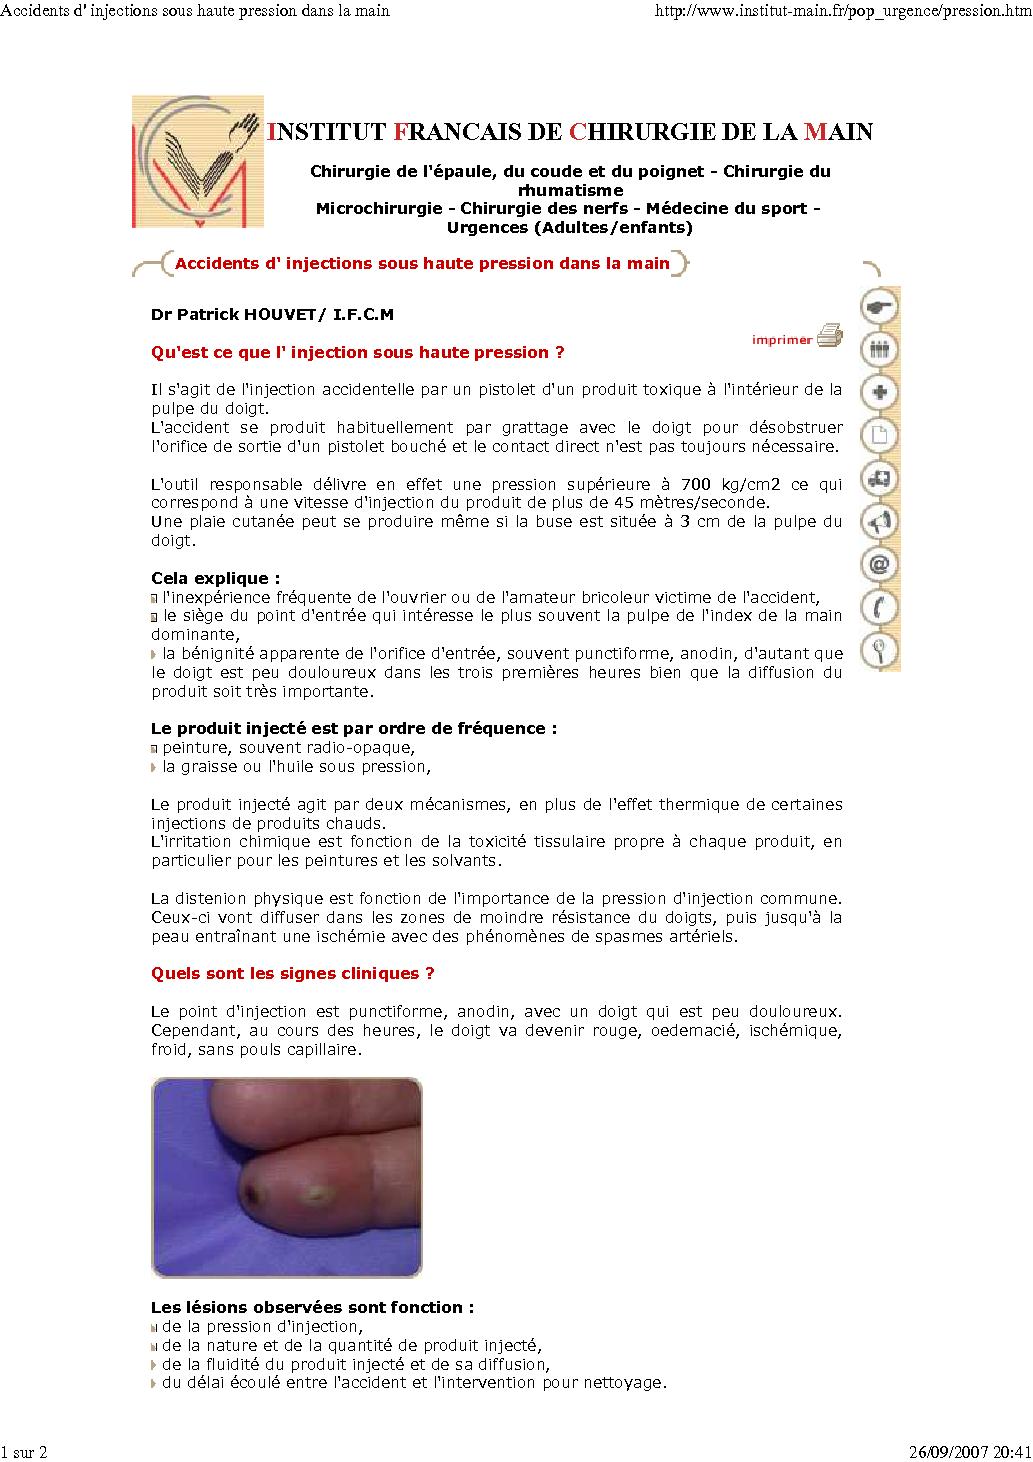 Accidents d' injections sous haute pression dans la main
http://www.institut-main.fr/pop_urgence/pression.htm
INSTITUT FRANCAIS DE CHIRURGIE DE LA MAIN
Chirurgie de l'épaule, du coude et du poignet - Chirurgie du
rhumatisme
Microchirurgie - Chirurgie des nerfs - Médecine du sport -
Urgences (Adultes/enfants)
Accidents d' injections sous haute pression dans la main
Dr Patrick HOUVET/ I.F.C.M
imprimer
Qu'est ce que l' injection sous haute pression ?
Il s'agit de l'injection accidentelle par un pistolet d'un produit toxique à l'intérieur de la
pulpe du doigt.
L'accident se produit habituellement par grattage avec le doigt pour désobstruer
l'orifice de sortie d'un pistolet bouché et le contact direct n'est pas toujours nécessaire.
L'outil responsable délivre en effet une pression supérieure à 700 kg/cm2 ce qui
correspond à une vitesse d'injection du produit de plus de 45 mètres/seconde.
Une plaie cutanée peut se produire même si la buse est située à 3 cm de la pulpe du
doigt.
Cela explique :
l'inexpérience fréquente de l'ouvrier ou de l'amateur bricoleur victime de l'accident,
le siège du point d'entrée qui intéresse le plus souvent la pulpe de l'index de la main
dominante,
la bénignité apparente de l'orifice d'entrée, souvent punctiforme, anodin, d'autant que
le doigt est peu douloureux dans les trois premières heures bien que la diffusion du
produit soit très importante.
Le produit injecté est par ordre de fréquence :
peinture, souvent radio-opaque,
la graisse ou l'huile sous pression,
Le produit injecté agit par deux mécanismes, en plus de l'effet thermique de certaines
injections de produits chauds.
L'irritation chimique est fonction de la toxicité tissulaire propre à chaque produit, en
particulier pour les peintures et les solvants.
La distenion physique est fonction de l'importance de la pression d'injection commune.
Ceux-ci vont diffuser dans les zones de moindre résistance du doigts, puis jusqu'à la
peau entraînant une ischémie avec des phénomènes de spasmes artériels.
Quels sont les signes cliniques ?
Le point d'injection est punctiforme, anodin, avec un doigt qui est peu douloureux.
Cependant, au cours des heures, le doigt va devenir rouge, oedemacié, ischémique,
froid, sans pouls capillaire.
Les lésions observées sont fonction :
de la pression d'injection,
de la nature et de la quantité de produit injecté,
de la fluidité du produit injecté et de sa diffusion,
du délai écoulé entre l'accident et l'intervention pour nettoyage.
1 sur 2
26/09/2007 20:41